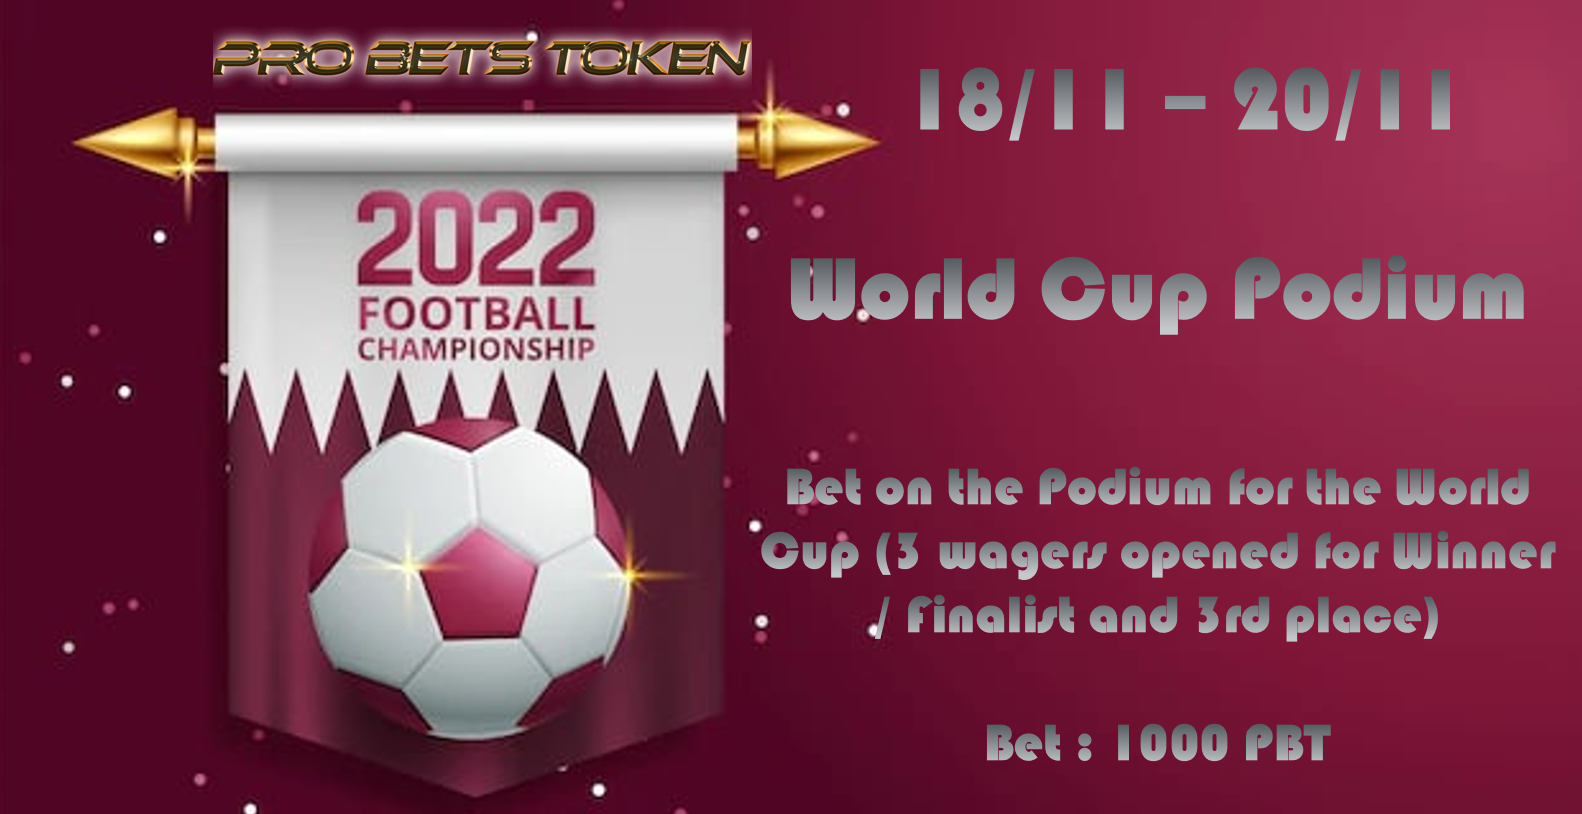 PRO BETS TOKEN
2022
FOOTBALL
CHAMPIONSHIP
18/11 – 20/11
World Cup Podium
Bet on the Podium for the World
Cup (3 wagers opened for Winner
/ Finalist and 3rd place)
Bet : 1000 PBT